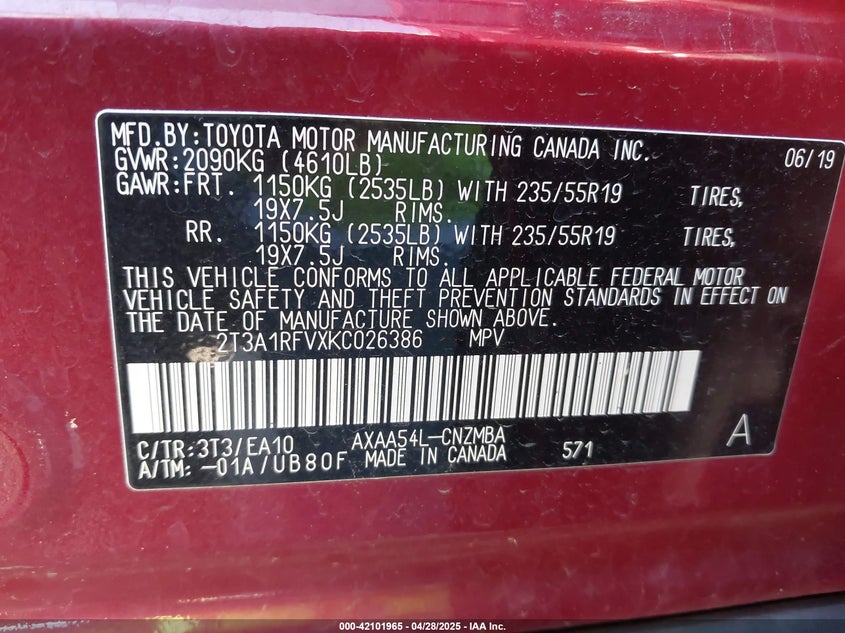 MFD.BY:TOYOTA MOTOR MANUFACTURING CANADA INC. 06/19
GVWR:2090KG (4610LB)
GAWR:FRT. 1150KG (2535LB) WITH 235/55R19 TIRES,
19X7.5J RIMS.
RR. 1150KG (2535LB) WITH 235/55R19 TIRES,
19X7.5J RIMS.
THIS VEHICLE CONFORMS TO ALL APPLICABLE FEDERAL MOTOR
VEHICLE SAFETY AND THEFT PREVENTION STANDARDS IN EFFECT ON
THE DATE OF MANUFACTURE SHOWN ABOVE.
2T3A1RFVXKC026386 MPV
C/TR:3T3/EA10 AXAA54L-CNZMBA A
A/TM:-01A/UB80F MADE IN CANADA 571
000-42101965 | 04/28/2025 - IAA Inc.